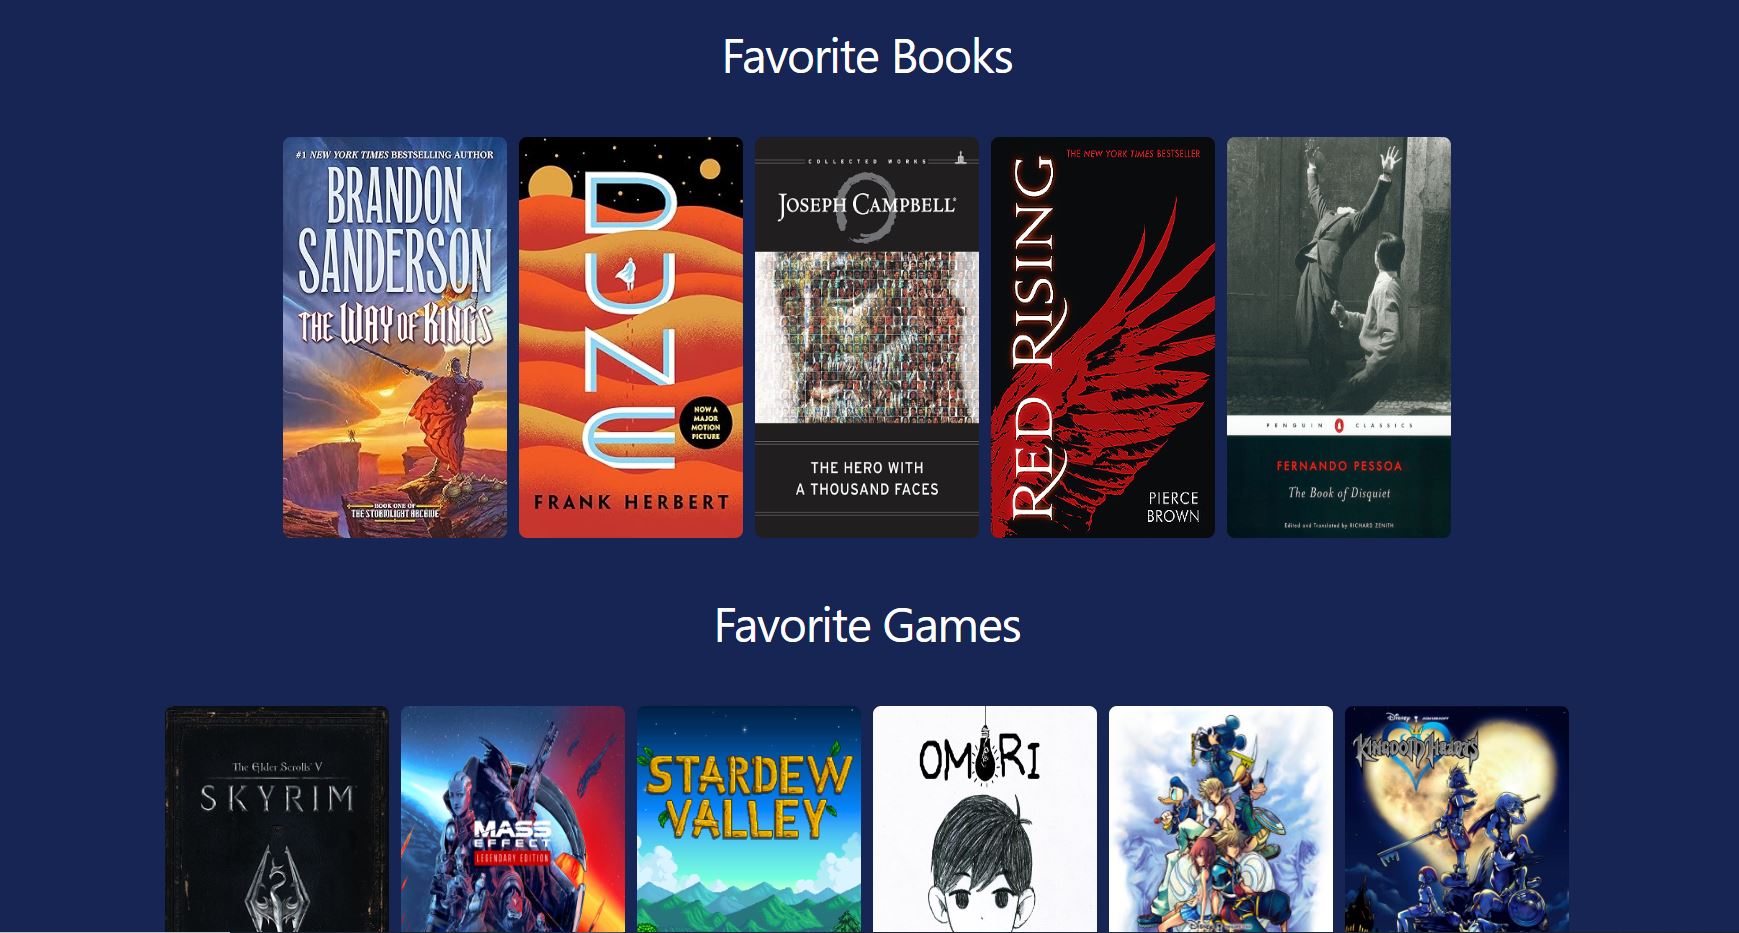 Favorite Books
#1 NEW YORK TIMES BESTSELLING AUTHOR
BRANDON
SANDERSON
THE WAY OF KINGS
BOOK ONE OF
THE STORMLIGHT ARCHIVE
DUNE
NOW A
MAJOR
MOTION
PICTURE
FRANK HERBERT
COLLECTED WORKS
JOSEPH CAMPBELL®
THE HERO WITH
A THOUSAND FACES
THE NEW YORK TIMES BESTSELLER
RED RISING
PIERCE
BROWN
PENGUIN CLASSICS
FERNANDO PESSOA
The Book of Disquiet
Edited and Translated by RICHARD ZENITH
Favorite Games
The Elder Scrolls V
SKYRIM
MASS
EFFECT
LEGENDARY EDITION
STARDEW
VALLEY
OMORI
Disney
KINGDOM HEARTS
Disney